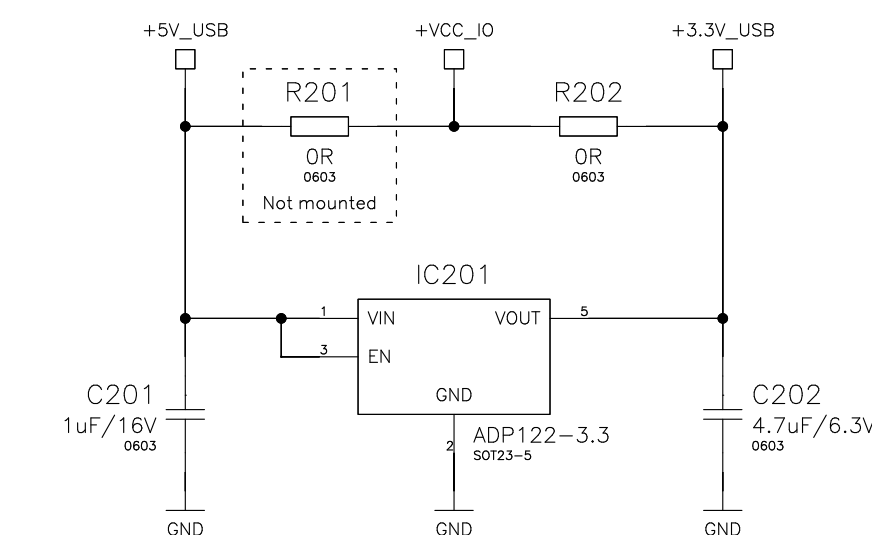 +5V_USB
+VCC_IO
+3.3V_USB
R201
R202
0R
0603
0R
0603
Not mounted
IC201
1
VIN
VOUT
5
3
EN
GND
C201
1uF/16V
0603
2
ADP122-3.3
SOT23-5
C202
4.7uF/6.3V
0603
GND
GND
GND